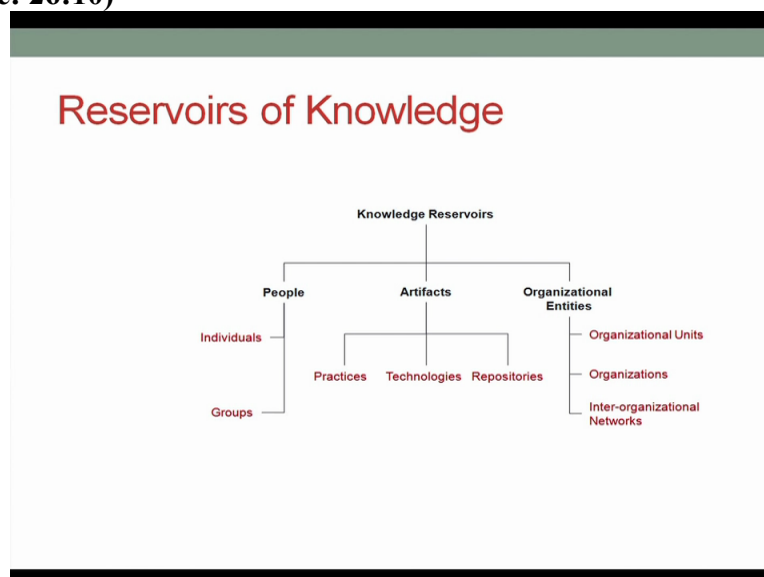 Reservoirs of Knowledge
Knowledge Reservoirs
People
Artifacts
Organizational
Entities
Individuals
Organizational Units
Practices
Technologies
Repositories
Organizations
Groups
Inter-organizational
Networks